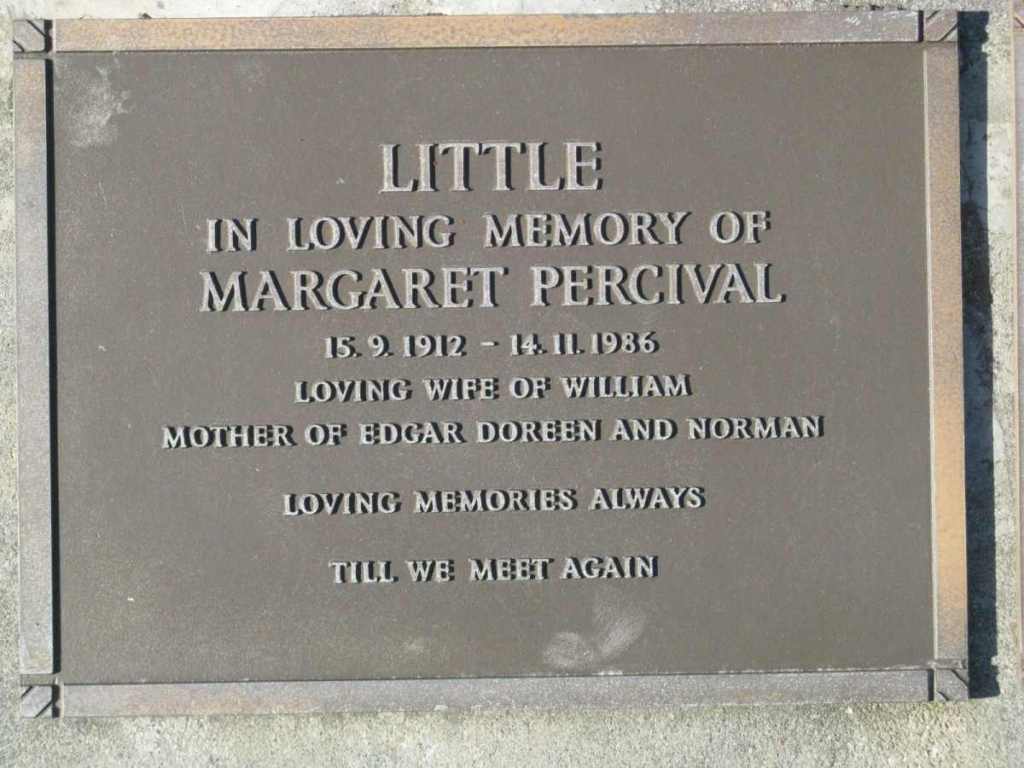 LITTLE
IN LOVING MEMORY OF
MARGARET PERCIVAL
15.9.1912 - 14.11.1986
LOVING WIFE OF WILLIAM
MOTHER OF EDGAR DOREEN AND NORMAN
LOVING MEMORIES ALWAYS
TILL WE MEET AGAIN